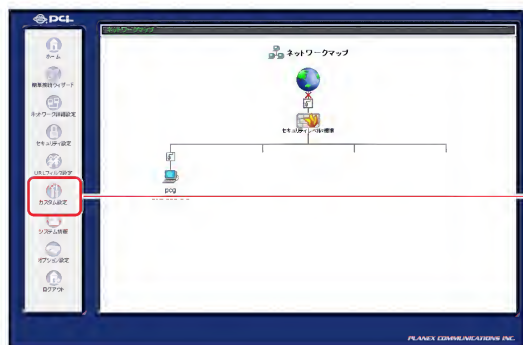 PCI
ネットワークマップ
ネットワークマップ
ホーム
簡単接続ウィザード
ネットワーク詳細設定
セキュリティ設定
URLフィルタ設定
カスタム設定
システム情報
オプション設定
ログアウト
セキュリティレベル:標準
pcg
PLANEX COMMUNICATIONS INC.